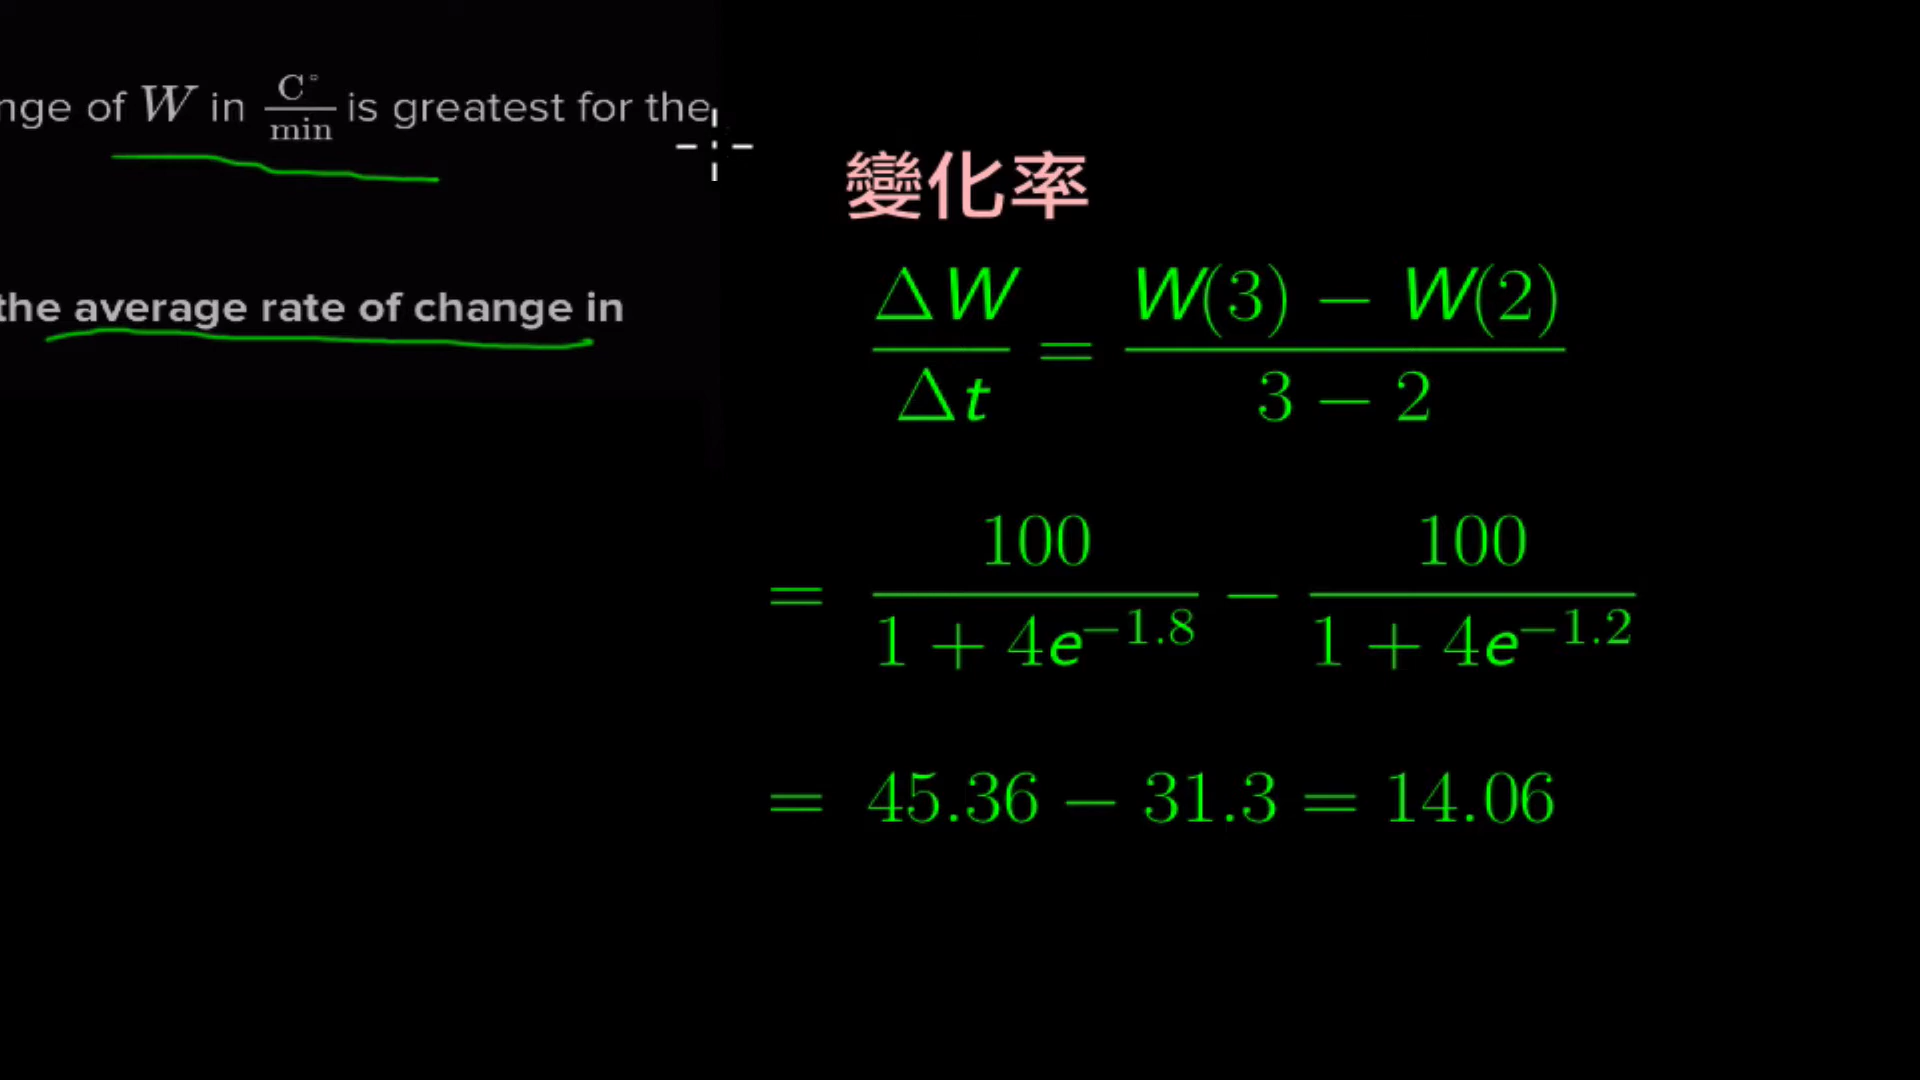 nge of W in C°/min is greatest for the
the average rate of change in
變化率
ΔW/Δt = (W(3) − W(2))/(3 − 2)
= 100/(1 + 4e^{−1.8}) − 100/(1 + 4e^{−1.2})
= 45.36 − 31.3 = 14.06